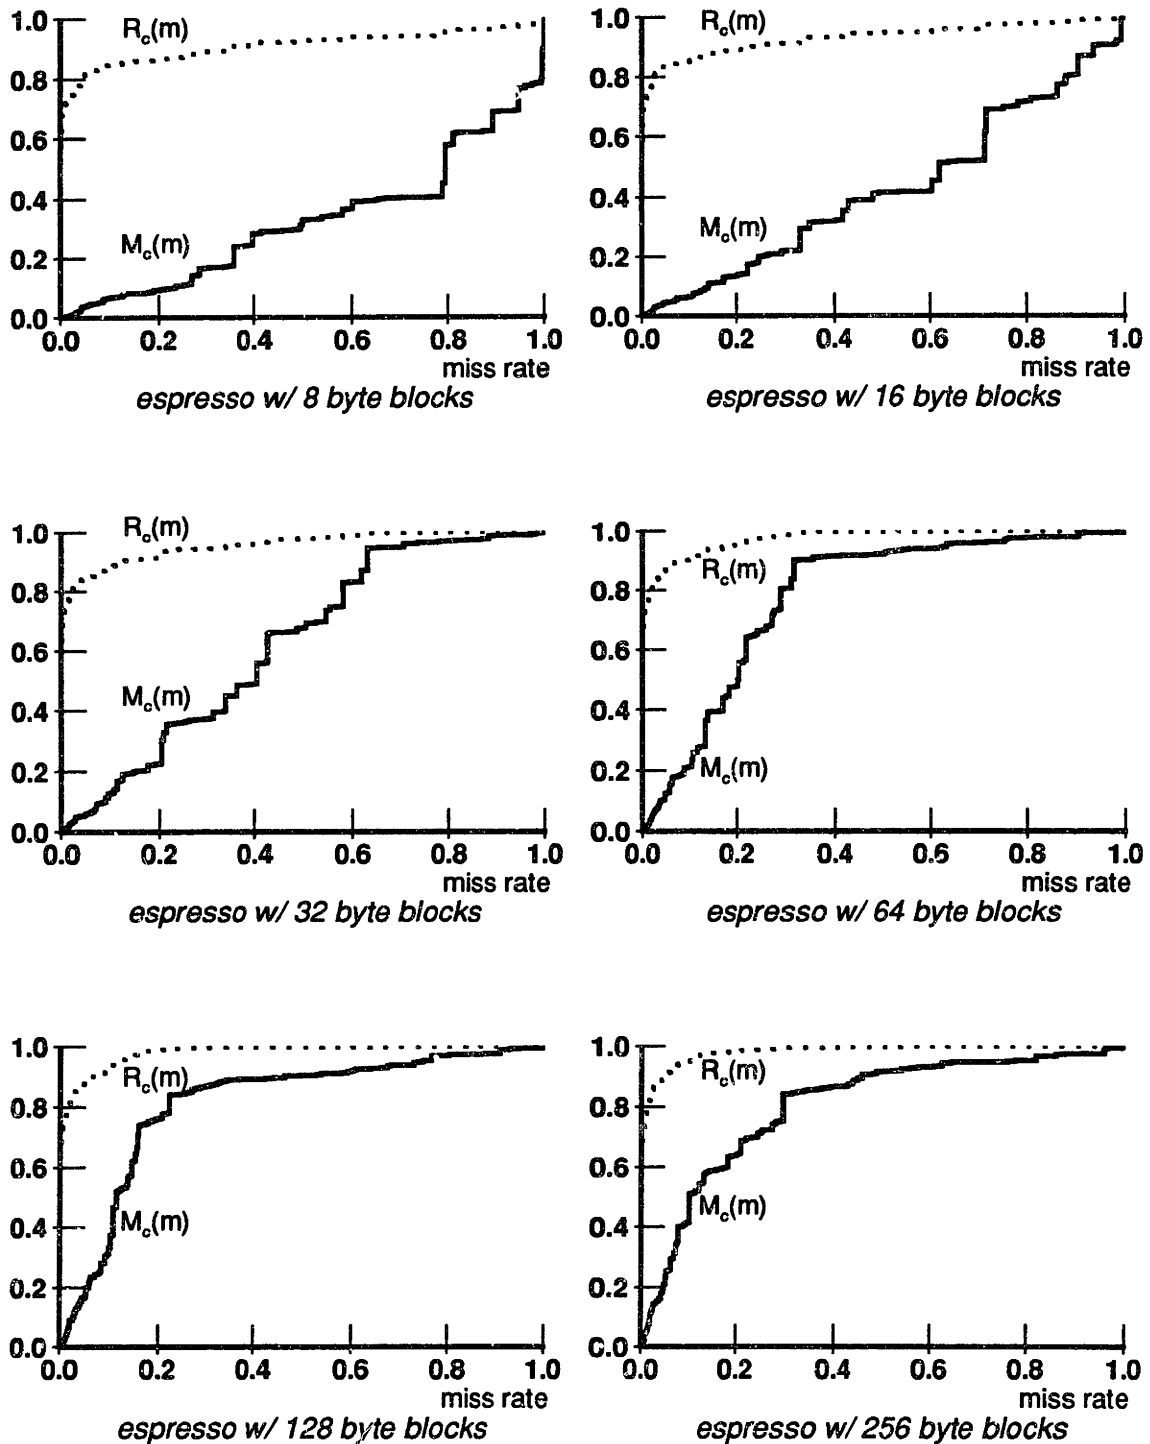 1.0
R_c(m)
0.8
0.6
0.4
M_c(m)
0.2
0.0
0.0 0.2 0.4 0.6 0.8 1.0
miss rate
espresso w/ 8 byte blocks
1.0
R_c(m)
0.8
0.6
0.4
M_c(m)
0.2
0.0
0.0 0.2 0.4 0.6 0.8 1.0
miss rate
espresso w/ 16 byte blocks
1.0
R_c(m)
0.8
0.6
M_c(m)
0.4
0.2
0.0
0.0 0.2 0.4 0.6 0.8 1.0
miss rate
espresso w/ 32 byte blocks
1.0
R_c(m)
0.8
0.6
0.4
M_c(m)
0.2
0.0
0.0 0.2 0.4 0.6 0.8 1.0
miss rate
espresso w/ 64 byte blocks
1.0
R_c(m)
0.8
0.6
M_c(m)
0.4
0.2
0.0
0.0 0.2 0.4 0.6 0.8 1.0
miss rate
espresso w/ 128 byte blocks
1.0
R_c(m)
0.8
0.6
M_c(m)
0.4
0.2
0.0
0.0 0.2 0.4 0.6 0.8 1.0
miss rate
espresso w/ 256 byte blocks